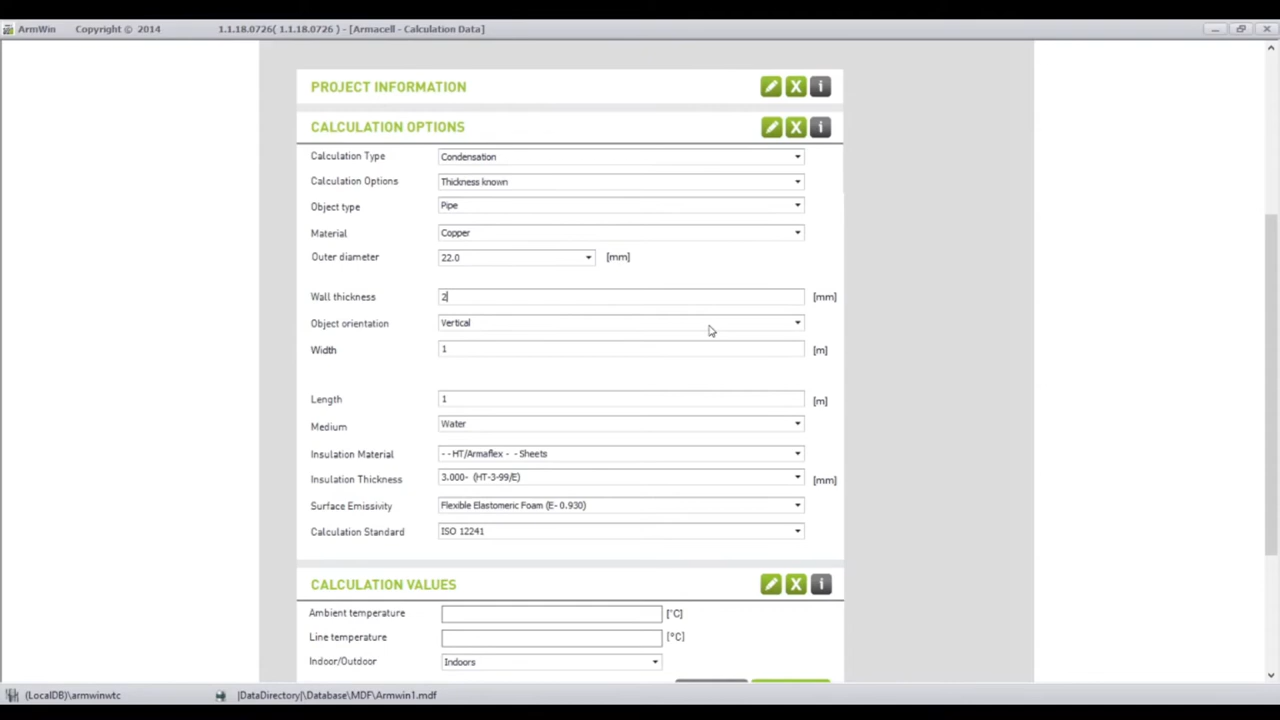 ArmWin Copyright © 2014 1.1.18.0726( 1.1.18.0726 ) - [Armacell - Calculation Data]
PROJECT INFORMATION X i
CALCULATION OPTIONS X i
Calculation Type Condensation
Calculation Options Thickness known
Object type Pipe
Material Copper
Outer diameter 22.0 [mm]
Wall thickness 2 [mm]
Object orientation Vertical
Width 1 [m]
Length 1 [m]
Medium Water
Insulation Material - - HT/Armaflex - - Sheets
Insulation Thickness 3.000- (HT-3-99/E) [mm]
Surface Emissivity Flexible Elastomeric Foam (E- 0.930)
Calculation Standard ISO 12241
CALCULATION VALUES X i
Ambient temperature [°C]
Line temperature [°C]
Indoor/Outdoor Indoors
(LocalDB)\armwinwtc |DataDirectory|\Database\MDF\Armwin1.mdf